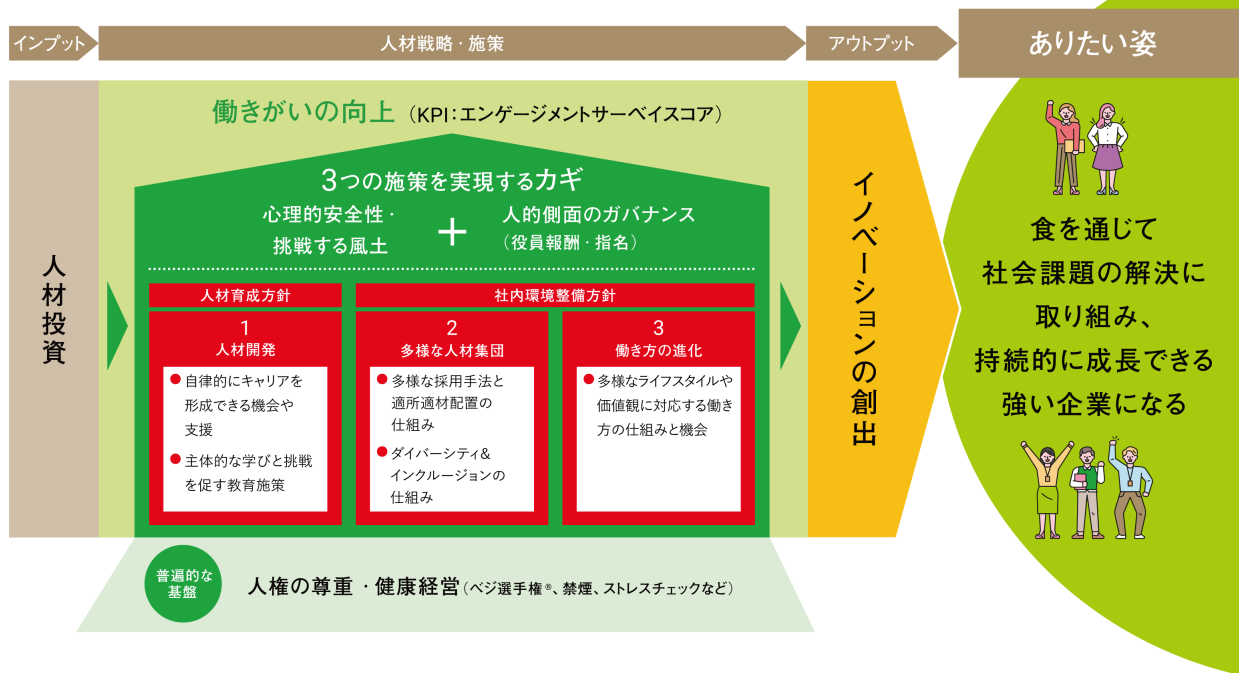 インプット
人材戦略・施策
アウトプット
ありたい姿
人材投資
働きがいの向上（KPI：エンゲージメントサーベイスコア）
3つの施策を実現するカギ
心理的安全性・
挑戦する風土
＋
人的側面のガバナンス
（役員報酬・指名）
人材育成方針
社内環境整備方針
1
人材開発
● 自律的にキャリアを
形成できる機会や
支援
● 主体的な学びと挑戦
を促す教育施策
2
多様な人材集団
● 多様な採用手法と
適所適材配置の
仕組み
● ダイバーシティ&
インクルージョンの
仕組み
3
働き方の進化
● 多様なライフスタイルや
価値観に対応する働き
方の仕組みと機会
普遍的な
基盤
人権の尊重・健康経営（ベジ選手権®、禁煙、ストレスチェックなど）
イノベーションの創出
食を通じて
社会課題の解決に
取り組み、
持続的に成長できる
強い企業になる